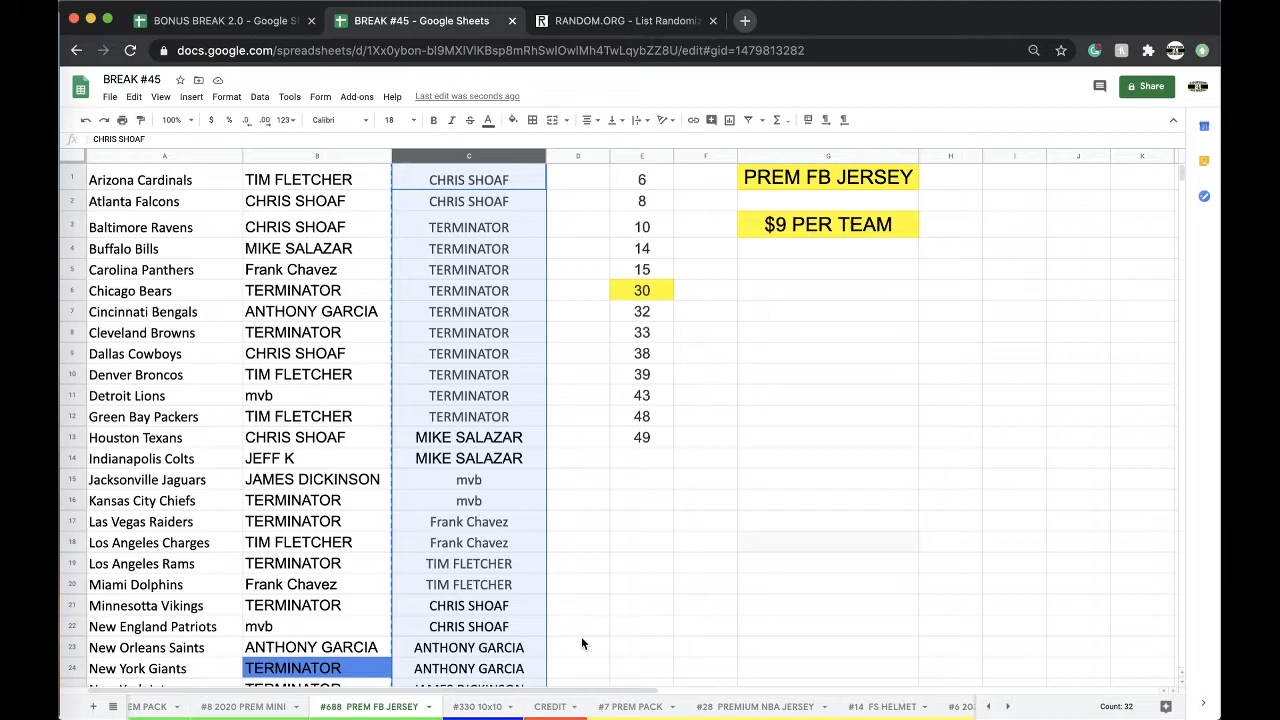 BONUS BREAK 2.0 - Google S
BREAK #45 - Google Sheets
RANDOM.ORG - List Randomiz
docs.google.com/spreadsheets/d/1Xx0ybon-bI9MXIVIKBsp8mRhSwIOwIMh4TwLqybZZ8U/edit#gid=1479813282
BREAK #45
File Edit View Insert Format Data Tools Form Add-ons Help Last edit was seconds ago
Share
100% $ % .0 .00 123 Calibri 18 B I S A
fx CHRIS SHOAF
A B C D E F G H I J K
1 Arizona Cardinals TIM FLETCHER CHRIS SHOAF 6 PREM FB JERSEY
2 Atlanta Falcons CHRIS SHOAF CHRIS SHOAF 8
3 Baltimore Ravens CHRIS SHOAF TERMINATOR 10 $9 PER TEAM
4 Buffalo Bills MIKE SALAZAR TERMINATOR 14
5 Carolina Panthers Frank Chavez TERMINATOR 15
6 Chicago Bears TERMINATOR TERMINATOR 30
7 Cincinnati Bengals ANTHONY GARCIA TERMINATOR 32
8 Cleveland Browns TERMINATOR TERMINATOR 33
9 Dallas Cowboys CHRIS SHOAF TERMINATOR 38
10 Denver Broncos TIM FLETCHER TERMINATOR 39
11 Detroit Lions mvb TERMINATOR 43
12 Green Bay Packers TIM FLETCHER TERMINATOR 48
13 Houston Texans CHRIS SHOAF MIKE SALAZAR 49
14 Indianapolis Colts JEFF K MIKE SALAZAR
15 Jacksonville Jaguars JAMES DICKINSON mvb
16 Kansas City Chiefs TERMINATOR mvb
17 Las Vegas Raiders TERMINATOR Frank Chavez
18 Los Angeles Charges TIM FLETCHER Frank Chavez
19 Los Angeles Rams TERMINATOR TIM FLETCHER
20 Miami Dolphins Frank Chavez TIM FLETCHER
21 Minnesotta Vikings TERMINATOR CHRIS SHOAF
22 New England Patriots mvb CHRIS SHOAF
23 New Orleans Saints ANTHONY GARCIA ANTHONY GARCIA
24 New York Giants TERMINATOR ANTHONY GARCIA
EM PACK #8 2020 PREM MINI #688 PREM FB JERSEY #330 10x10 CREDIT #7 PREM PACK #28 PREMIUM NBA JERSEY #14 FS HELMET #6 20 Count: 32